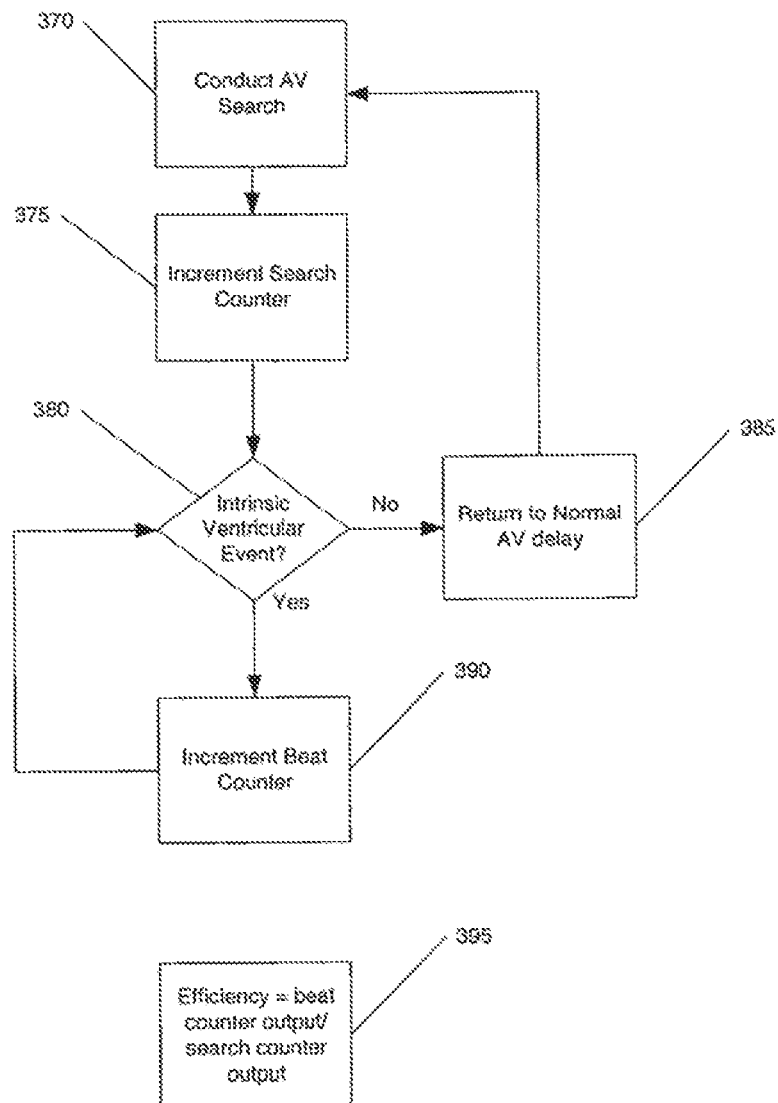 370
Conduct AV
Search
375
Increment Search
Counter
380
Intrinsic
Ventricular
Event?
No
Yes
385
Return to Normal
AV delay
390
Increment Beat
Counter
395
Efficiency = beat
counter output/
search counter
output